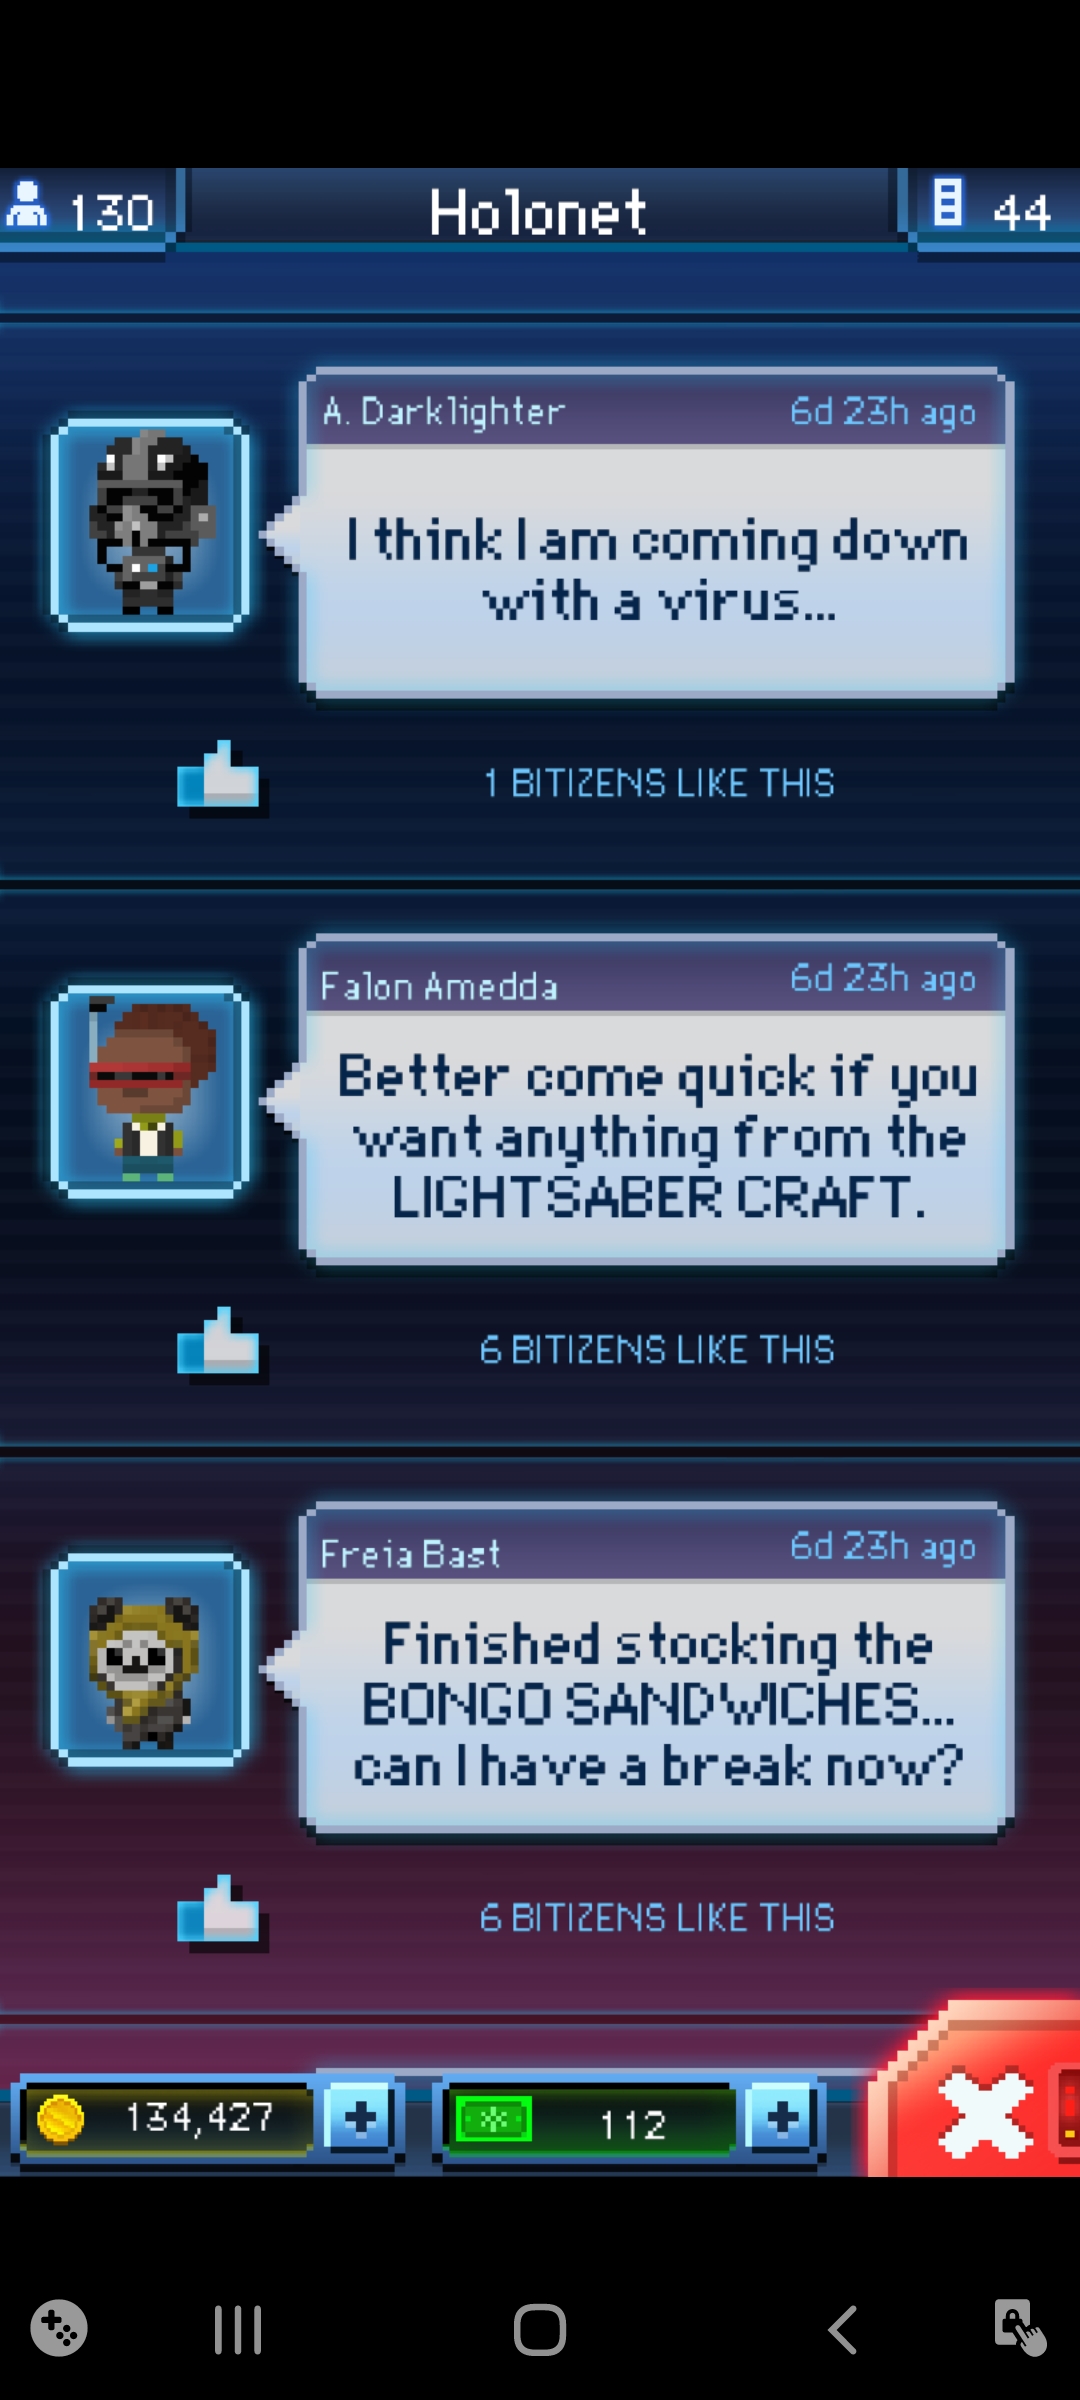 130
Holonet
44
A. Darklighter
6d 23h ago
I think I am coming down
with a virus...
1 BITIZENS LIKE THIS
Falon Amedda
6d 23h ago
Better come quick if you
want anything from the
LIGHTSABER CRAFT.
6 BITIZENS LIKE THIS
Freia Bast
6d 23h ago
Finished stocking the
BONGO SANDWICHES...
can I have a break now?
6 BITIZENS LIKE THIS
134,427
112